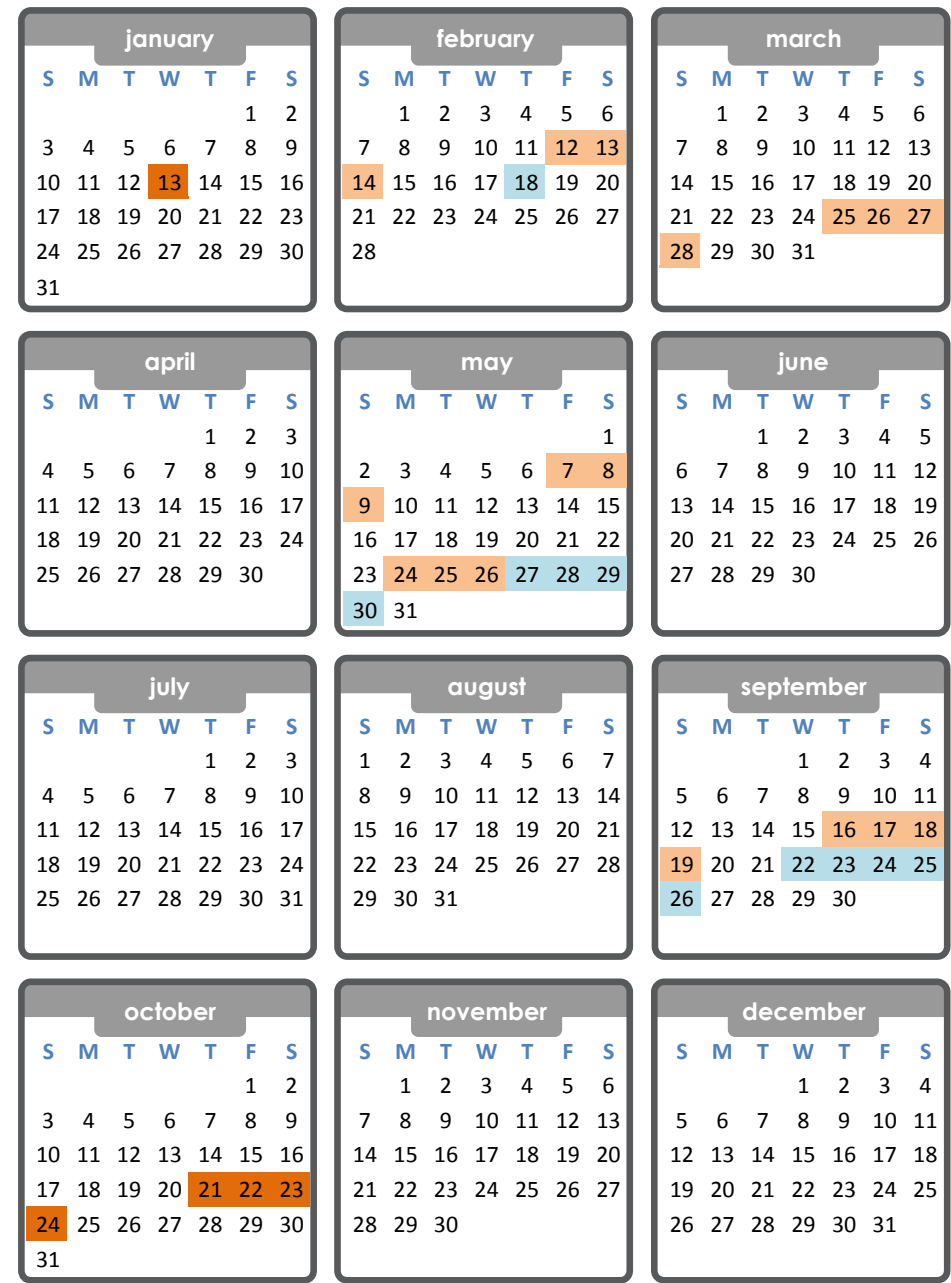 january
S M T W T F S
1 2
3 4 5 6 7 8 9
10 11 12 13 14 15 16
17 18 19 20 21 22 23
24 25 26 27 28 29 30
31
february
S M T W T F S
1 2 3 4 5 6
7 8 9 10 11 12 13
14 15 16 17 18 19 20
21 22 23 24 25 26 27
28
march
S M T W T F S
1 2 3 4 5 6
7 8 9 10 11 12 13
14 15 16 17 18 19 20
21 22 23 24 25 26 27
28 29 30 31
april
S M T W T F S
1 2 3
4 5 6 7 8 9 10
11 12 13 14 15 16 17
18 19 20 21 22 23 24
25 26 27 28 29 30
may
S M T W T F S
1
2 3 4 5 6 7 8
9 10 11 12 13 14 15
16 17 18 19 20 21 22
23 24 25 26 27 28 29
30 31
june
S M T W T F S
1 2 3 4 5
6 7 8 9 10 11 12
13 14 15 16 17 18 19
20 21 22 23 24 25 26
27 28 29 30
july
S M T W T F S
1 2 3
4 5 6 7 8 9 10
11 12 13 14 15 16 17
18 19 20 21 22 23 24
25 26 27 28 29 30 31
august
S M T W T F S
1 2 3 4 5 6 7
8 9 10 11 12 13 14
15 16 17 18 19 20 21
22 23 24 25 26 27 28
29 30 31
september
S M T W T F S
1 2 3 4
5 6 7 8 9 10 11
12 13 14 15 16 17 18
19 20 21 22 23 24 25
26 27 28 29 30
october
S M T W T F S
1 2
3 4 5 6 7 8 9
10 11 12 13 14 15 16
17 18 19 20 21 22 23
24 25 26 27 28 29 30
31
november
S M T W T F S
1 2 3 4 5 6
7 8 9 10 11 12 13
14 15 16 17 18 19 20
21 22 23 24 25 26 27
28 29 30
december
S M T W T F S
1 2 3 4
5 6 7 8 9 10 11
12 13 14 15 16 17 18
19 20 21 22 23 24 25
26 27 28 29 30 31